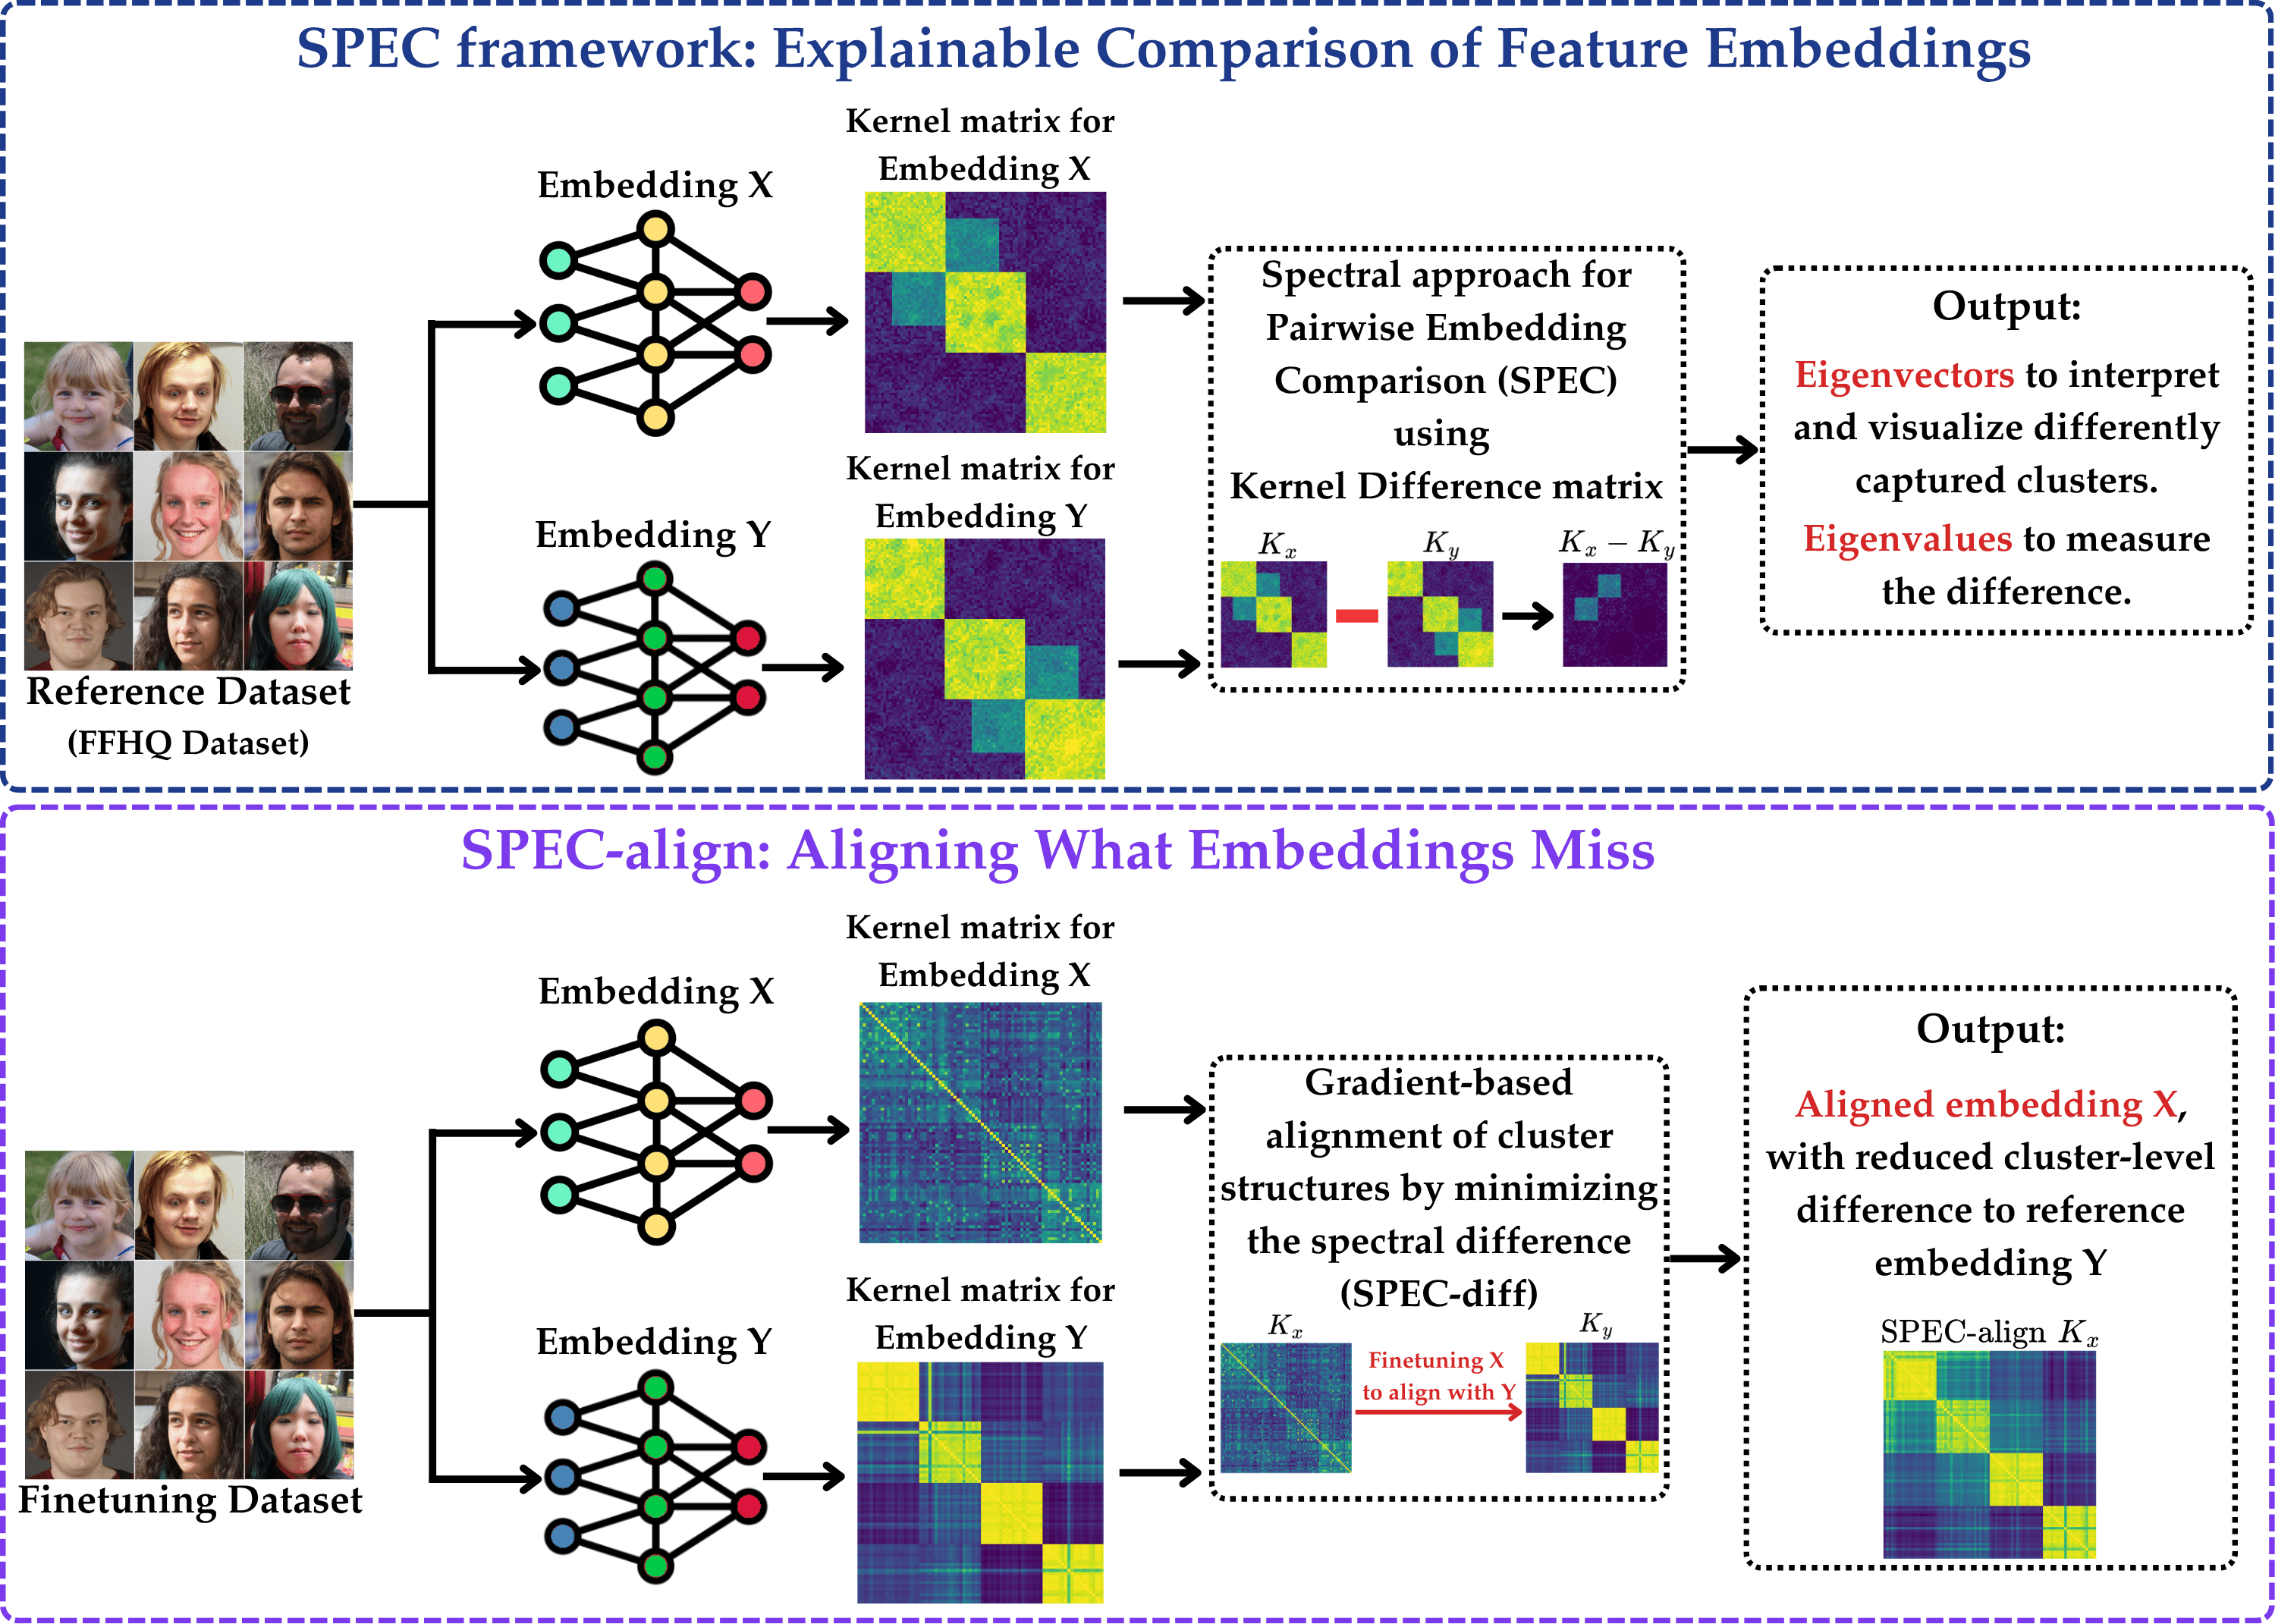 SPEC framework: Explainable Comparison of Feature Embeddings
Kernel matrix for
Embedding X
Embedding X
Kernel matrix for
Embedding Y
Embedding Y
Reference Dataset
(FFHQ Dataset)
Spectral approach for
Pairwise Embedding
Comparison (SPEC)
using
Kernel Difference matrix
K_x
K_y
K_x − K_y
Output:
Eigenvectors to interpret
and visualize differently
captured clusters.
Eigenvalues to measure
the difference.
SPEC-align: Aligning What Embeddings Miss
Kernel matrix for
Embedding X
Embedding X
Kernel matrix for
Embedding Y
Embedding Y
Finetuning Dataset
Gradient-based
alignment of cluster
structures by minimizing
the spectral difference
(SPEC-diff)
K_x
K_y
Finetuning X
to align with Y
Output:
Aligned embedding X,
with reduced cluster-level
difference to reference
embedding Y
SPEC-align K_x